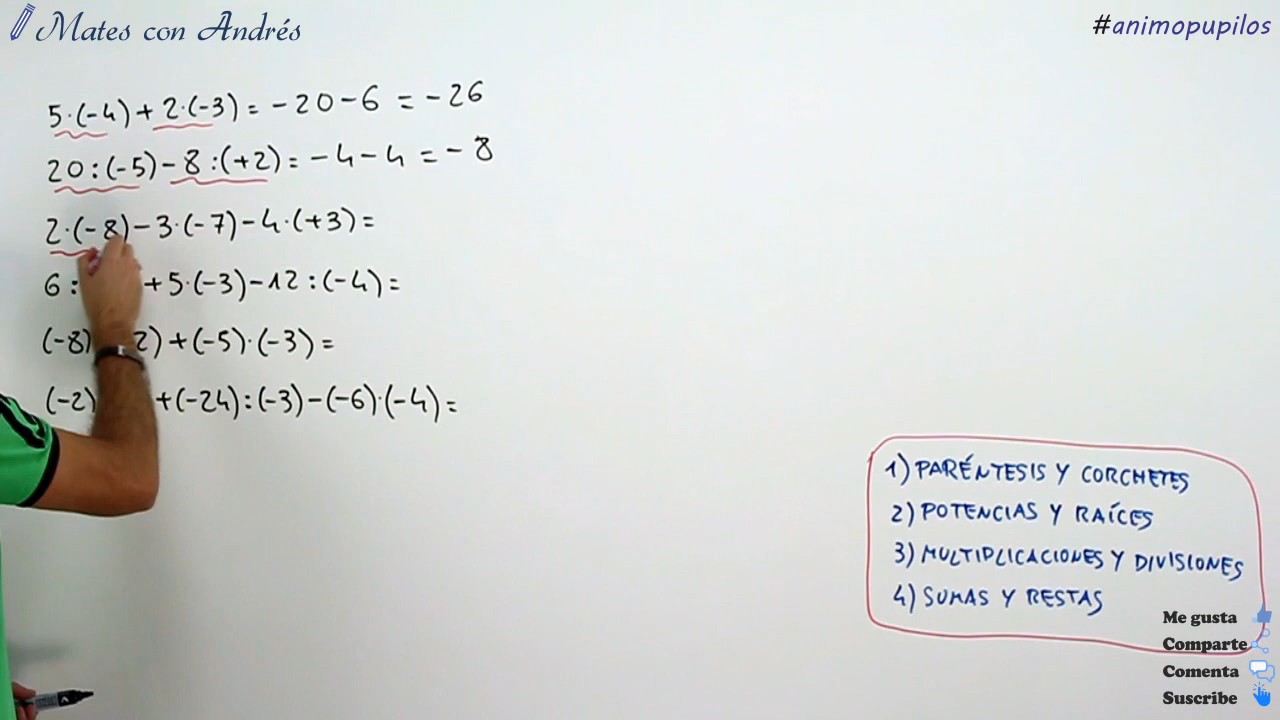 Mates con Andrés
#animopupilos
5·(-4)+2·(-3)=-20-6=-26
20:(-5)-8:(+2)=-4-4=-8
2·(-8)-3·(-7)-4·(+3)=
6: +5·(-3)-12:(-4)=
(-8) 2)+(-5)·(-3)=
(-2) +(-24):(-3)-(-6)·(-4)=
1) PARÉNTESIS Y CORCHETES
2) POTENCIAS Y RAÍCES
3) MULTIPLICACIONES Y DIVISIONES
4) SUMAS Y RESTAS
Me gusta
Comparte
Comenta
Suscribe